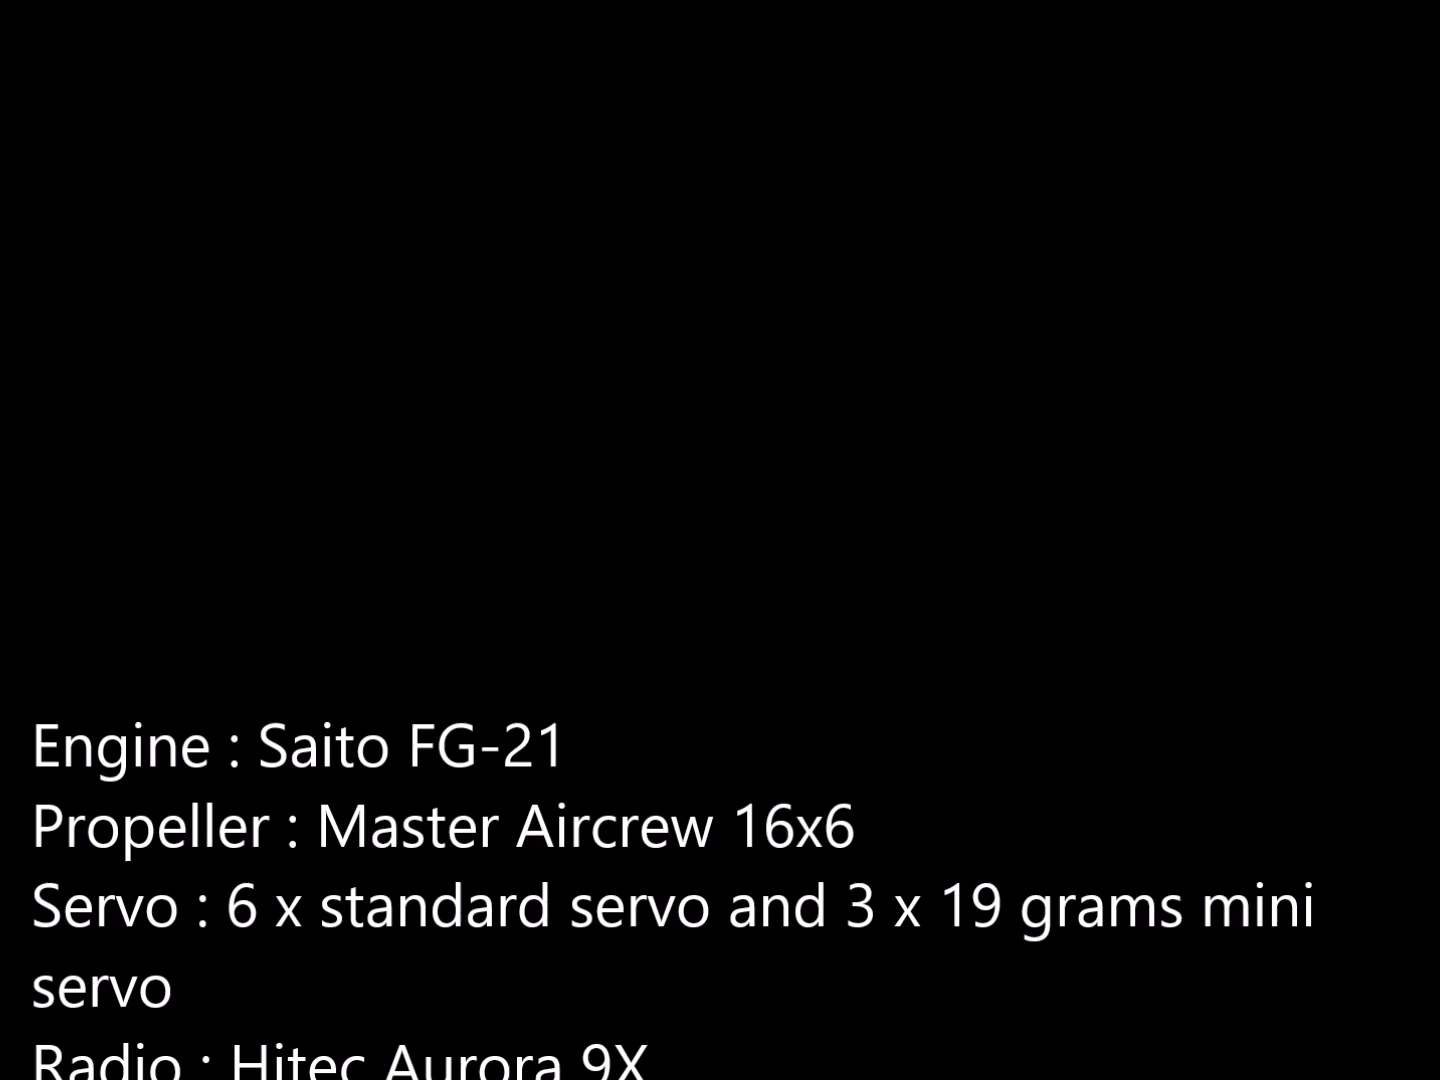 Engine : Saito FG-21
Propeller : Master Aircrew 16x6
Servo : 6 x standard servo and 3 x 19 grams mini
servo
Radio : Hitec Aurora 9X